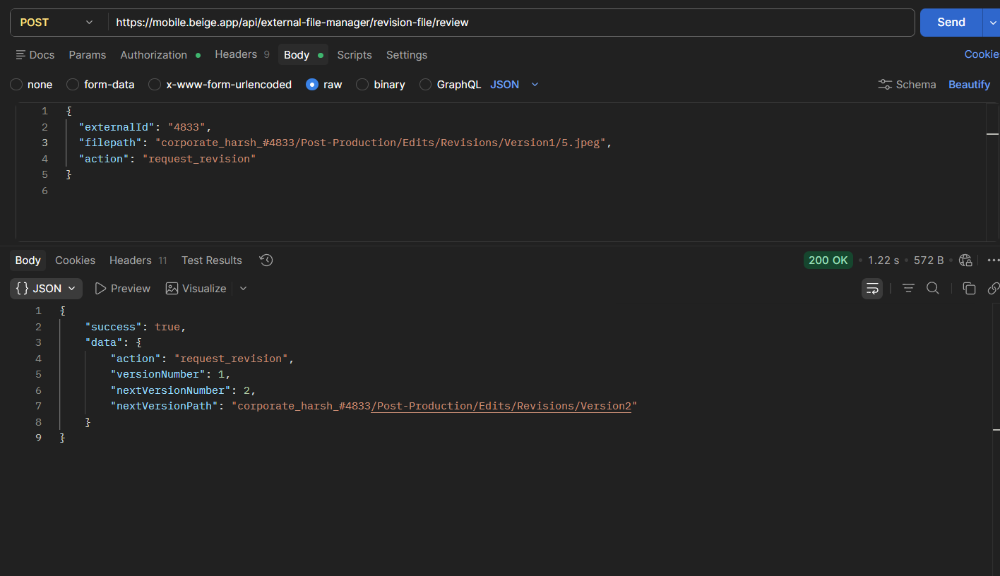 POST https://mobile.beige.app/api/external-file-manager/revision-file/review Send
Docs Params Authorization Headers 9 Body Scripts Settings Cookie
none form-data x-www-form-urlencoded raw binary GraphQL JSON Schema Beautify
1 {
2 "externalId": "4833",
3 "filepath": "corporate_harsh_#4833/Post-Production/Edits/Revisions/Version1/5.jpeg",
4 "action": "request_revision"
5 }
6
Body Cookies Headers 11 Test Results 200 OK • 1.22 s • 572 B •
{} JSON Preview Visualize
1 {
2 "success": true,
3 "data": {
4 "action": "request_revision",
5 "versionNumber": 1,
6 "nextVersionNumber": 2,
7 "nextVersionPath": "corporate_harsh_#4833/Post-Production/Edits/Revisions/Version2"
8 }
9 }